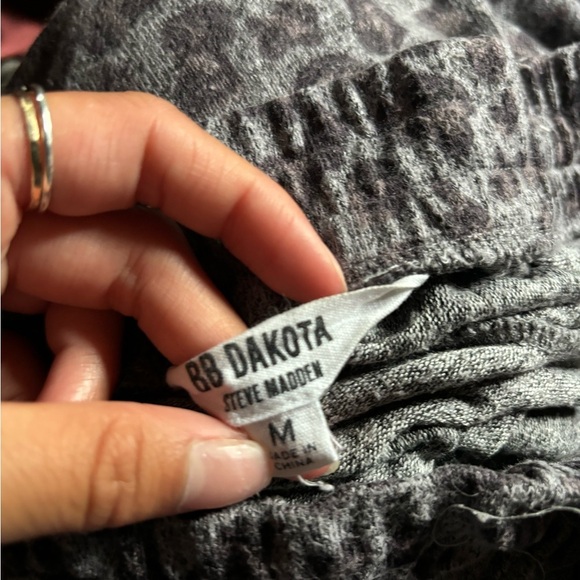 BB DAKOTA
STEVE MADDEN
M
MADE IN
CHINA